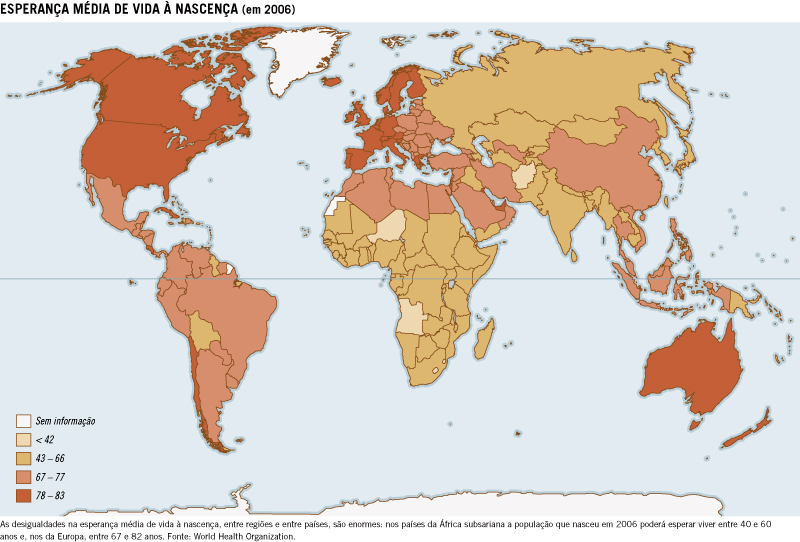 ESPERANÇA MÉDIA DE VIDA À NASCENÇA (em 2006)
Sem informação
< 42
43 – 66
67 – 77
78 – 83
As desigualdades na esperança média de vida à nascença, entre regiões e entre países, são enormes: nos países da África subsariana a população que nasceu em 2006 poderá esperar viver entre 40 e 60
anos e, nos da Europa, entre 67 e 82 anos. Fonte: World Health Organization.